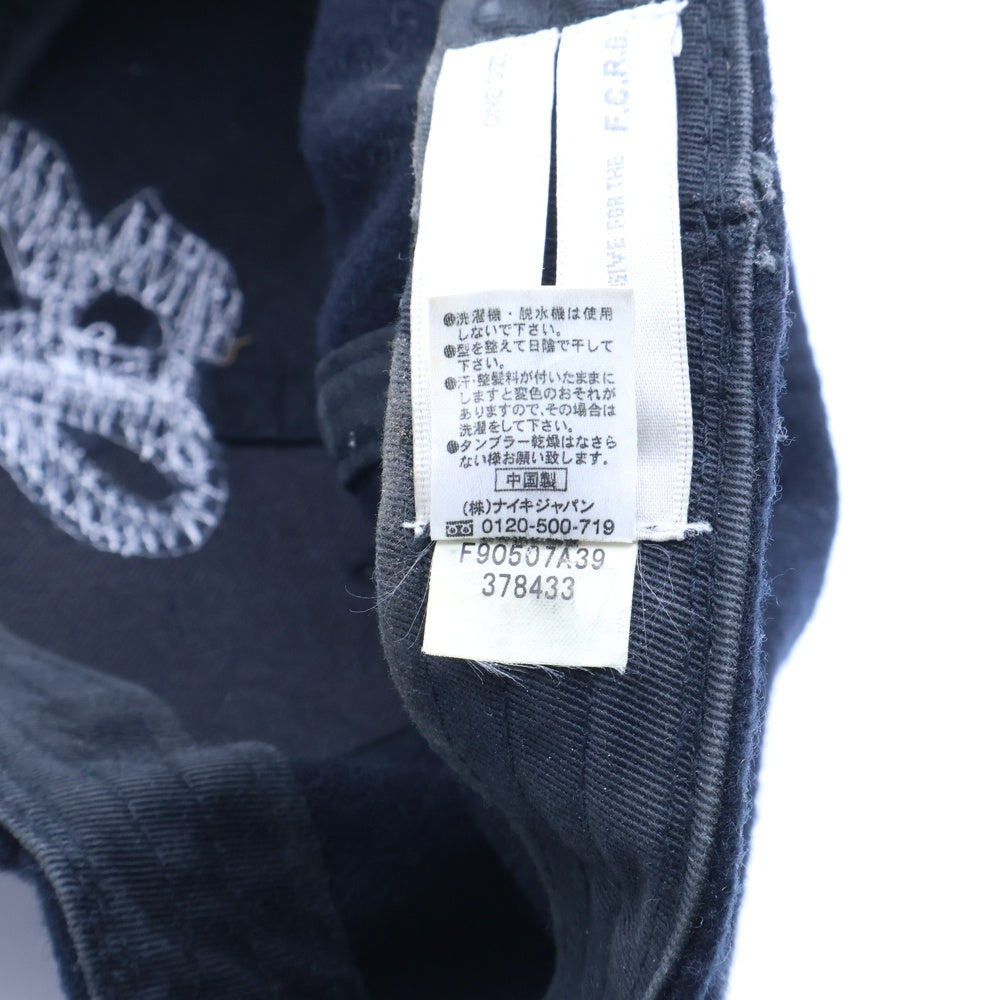 ONE SIZE
SIVE FOR THE
F.C.R.B.
洗濯機・脱水機は使用
しないで下さい。
型を整えて日陰で干して
下さい。
汗・整髪料が付いたままに
しますと変色のおそれが
ありますので、その場合は
洗濯をして下さい。
タンブラー乾燥はなさら
ない様お願い致します。
中国製
(株)ナイキジャパン
0120-500-719
F90507A39
378433